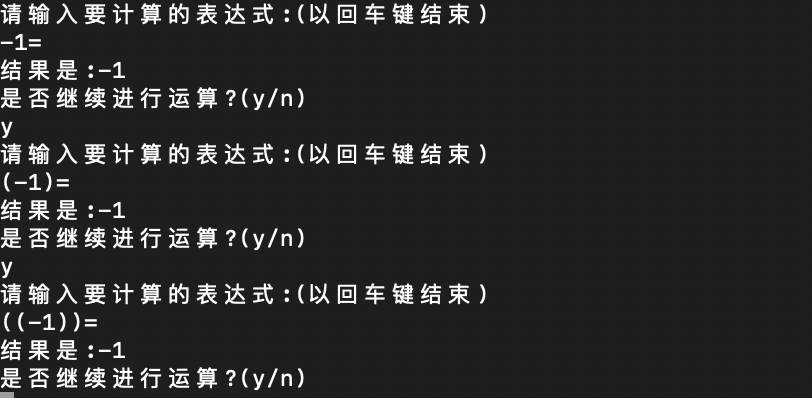 请输入要计算的表达式:(以回车键结束)
-1=
结果是:-1
是否继续进行运算?(y/n)
y
请输入要计算的表达式:(以回车键结束)
(-1)=
结果是:-1
是否继续进行运算?(y/n)
y
请输入要计算的表达式:(以回车键结束)
((-1))=
结果是:-1
是否继续进行运算?(y/n)